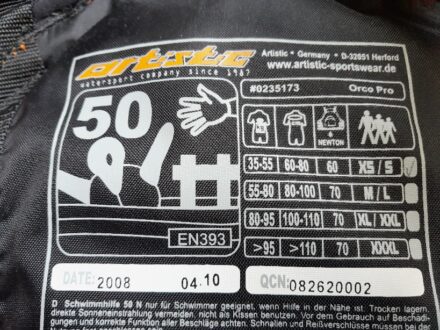 artistic
watersport company since 1987
Artistic • Germany • D-32051 Herford
www.artistic-sportswear.de
#0235173 Orco Pro
50
NEWTON
35-55 60-80 60 XS / S
55-80 80-100 70 M / L
80-95 100-110 70 XL / XXL
>95 >110 70 XXXL
EN393
DATE: 2008 04.10 QCN: 082620002
D Schwimmhilfe 50 N nur für Schwimmer geeignet, wenn Hilfe in der Nähe ist. Trocken lagern,
direkte Sonneneinstrahlung vermeiden, nicht als Kissen benutzen. Vor dem Gebrauch auf Beschädi-
gungen und korrekte Funktion aller Beschläge, Schnallen und Reißverschlüsse